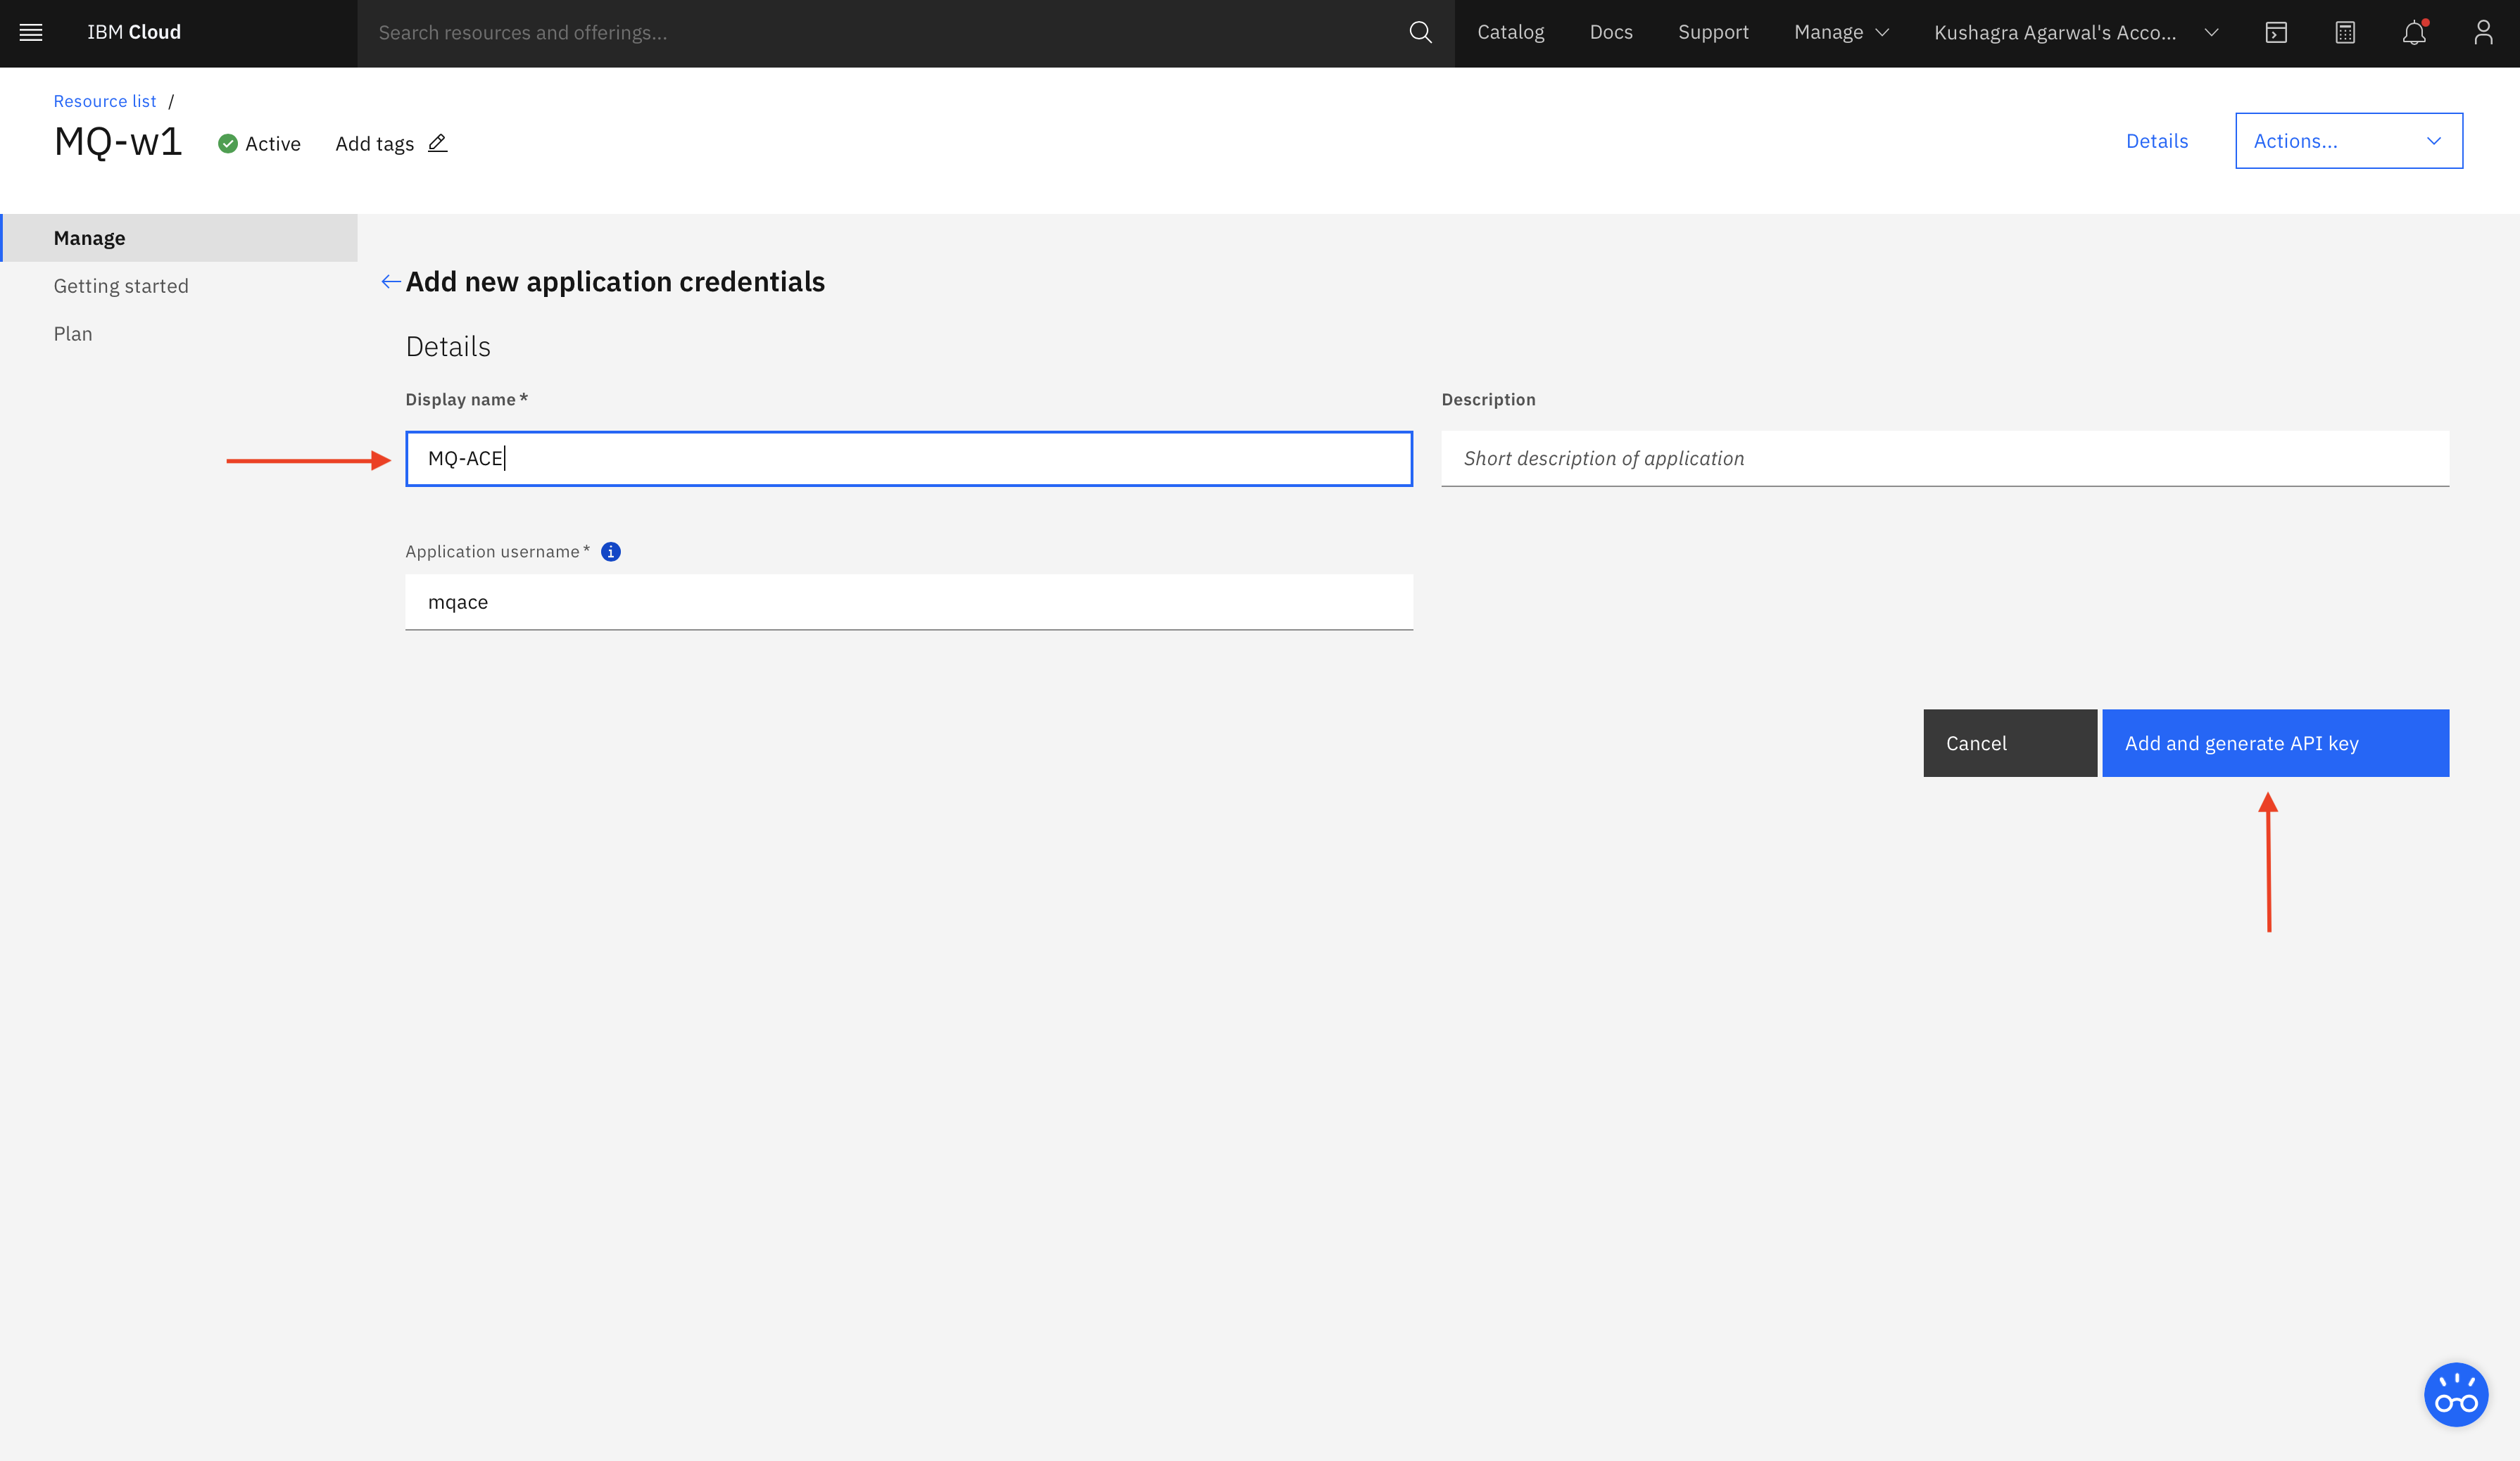 IBM Cloud
Search resources and offerings...
Catalog
Docs
Support
Manage
Kushagra Agarwal's Acco...
Resource list /
MQ-w1
Active
Add tags
Details
Actions...
Manage
Getting started
Plan
Add new application credentials
Details
Display name *
Description
MQ-ACE
Short description of application
Application username *
mqace
Cancel
Add and generate API key